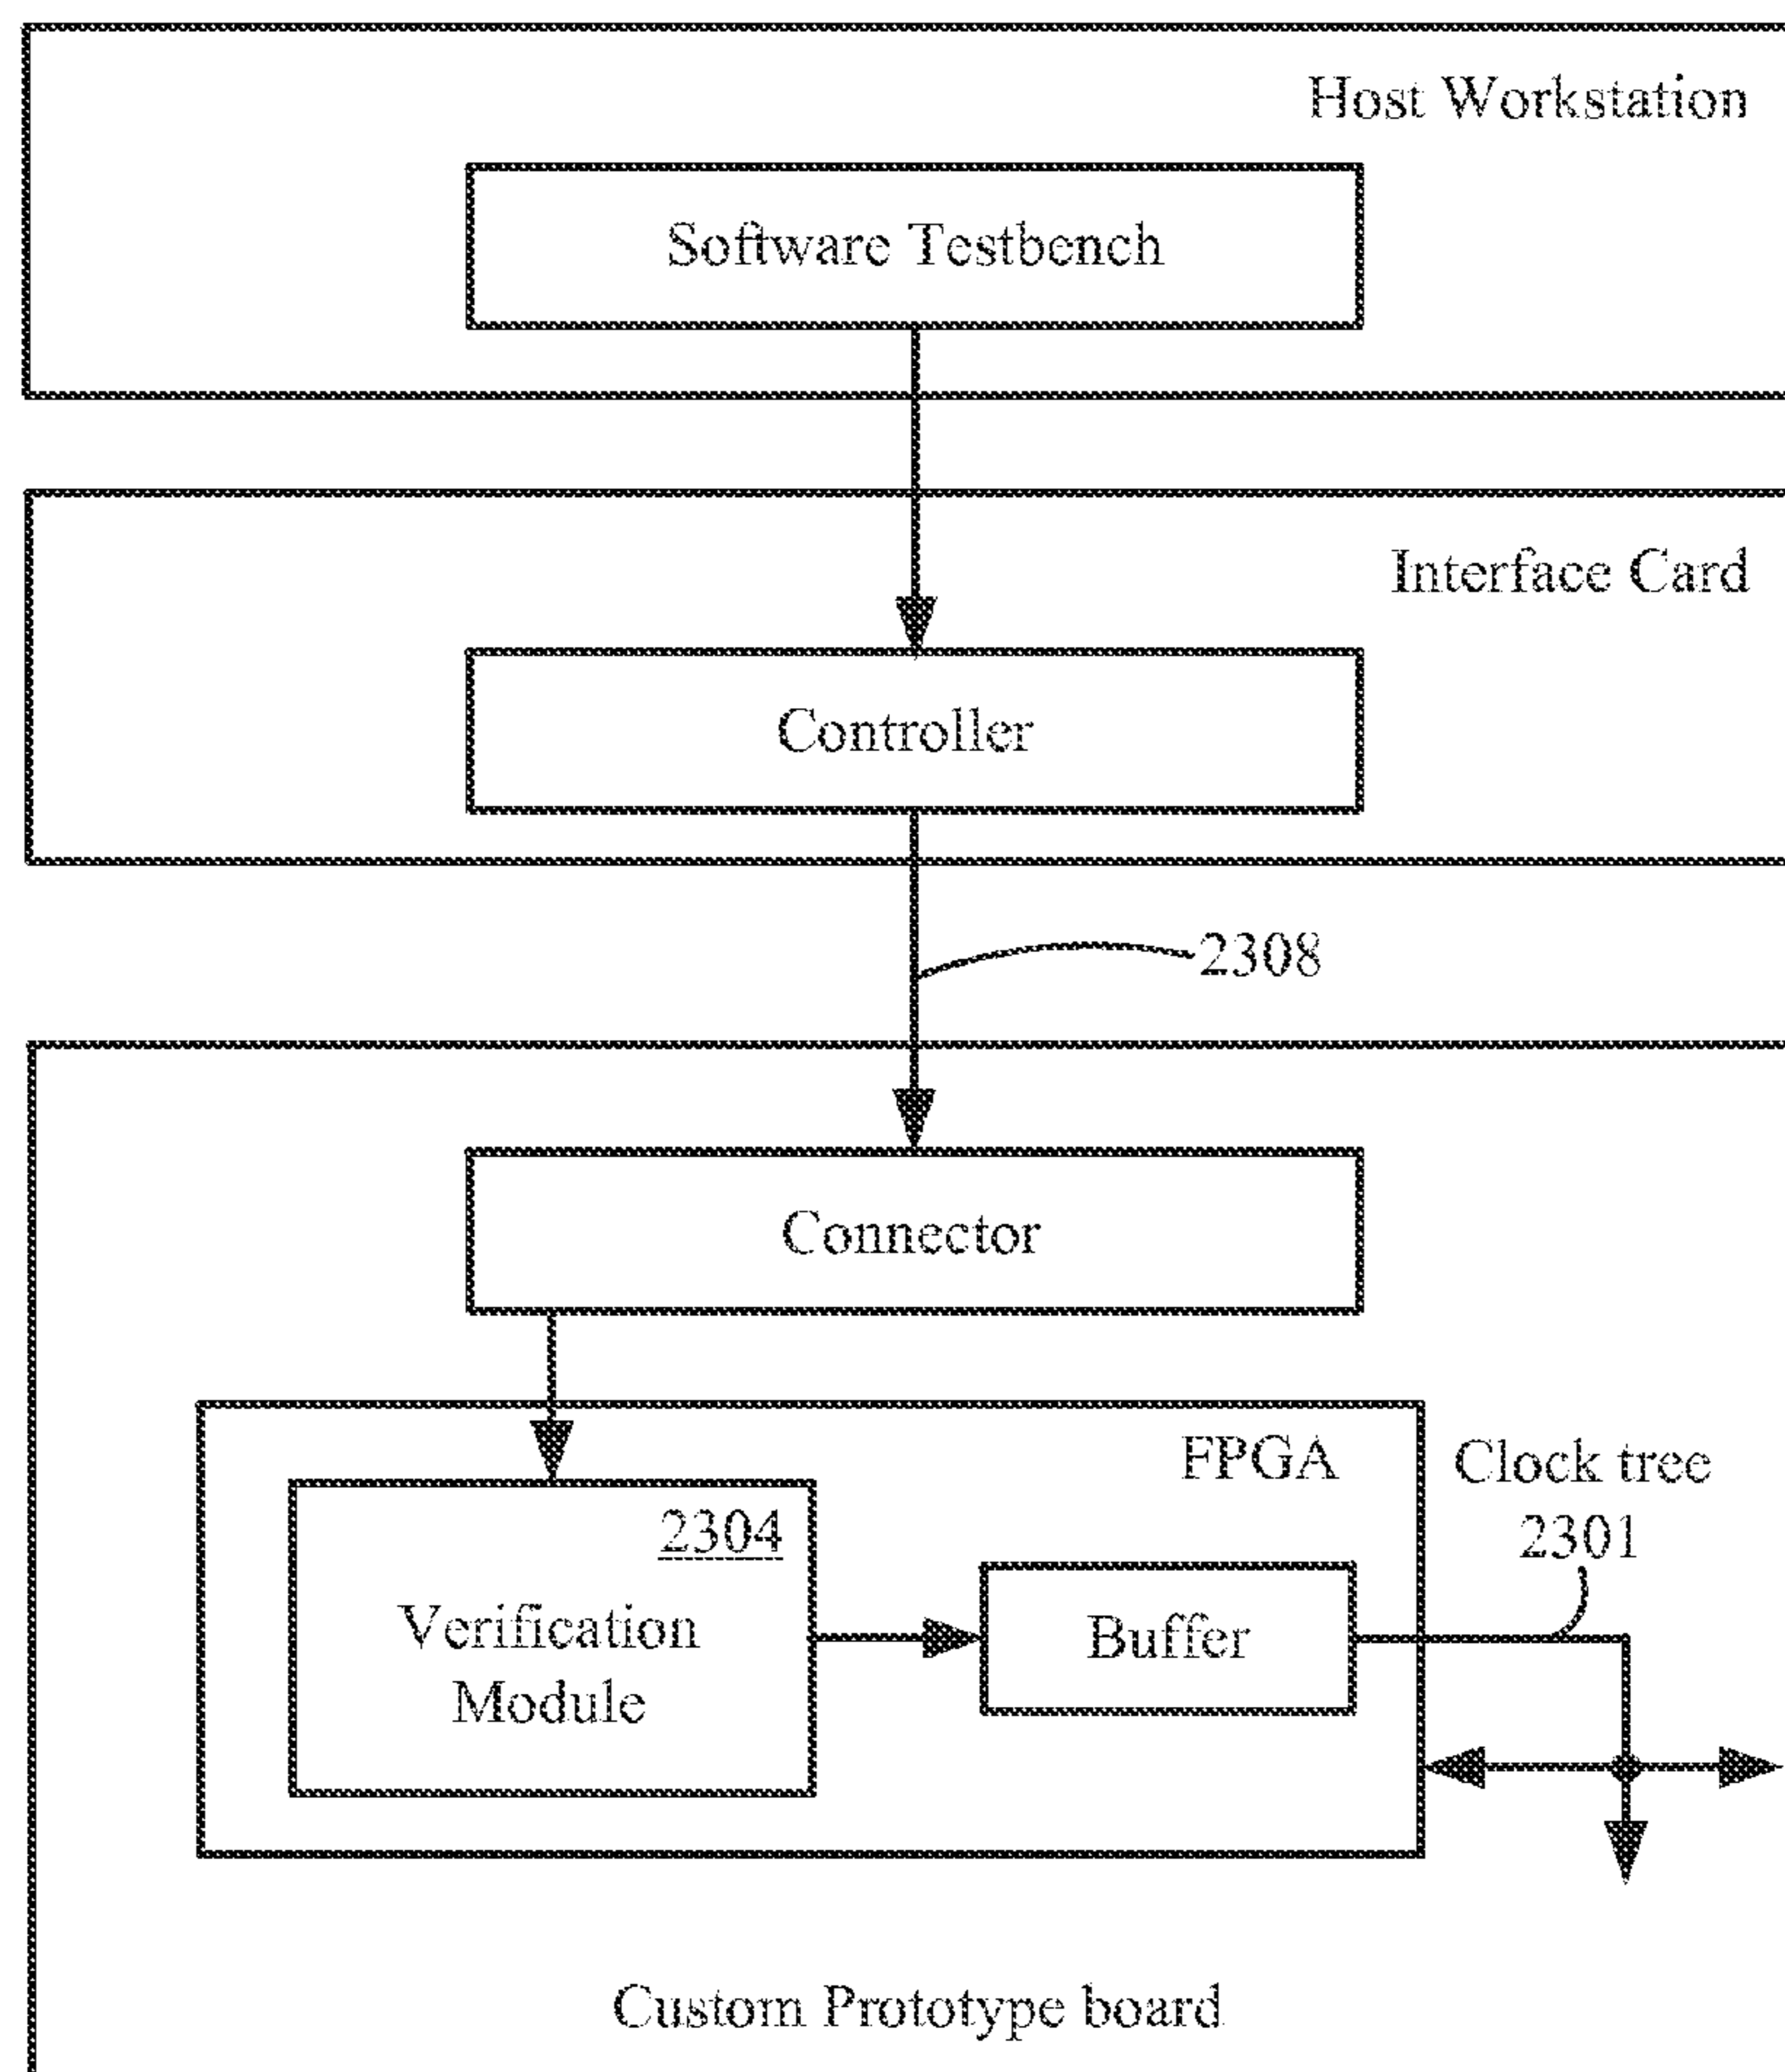 Host Workstation
Software Testbench
Interface Card
Controller
2308
Connector
FPGA
Clock tree
2301
2304
Verification
Module
Buffer
Custom Prototype board